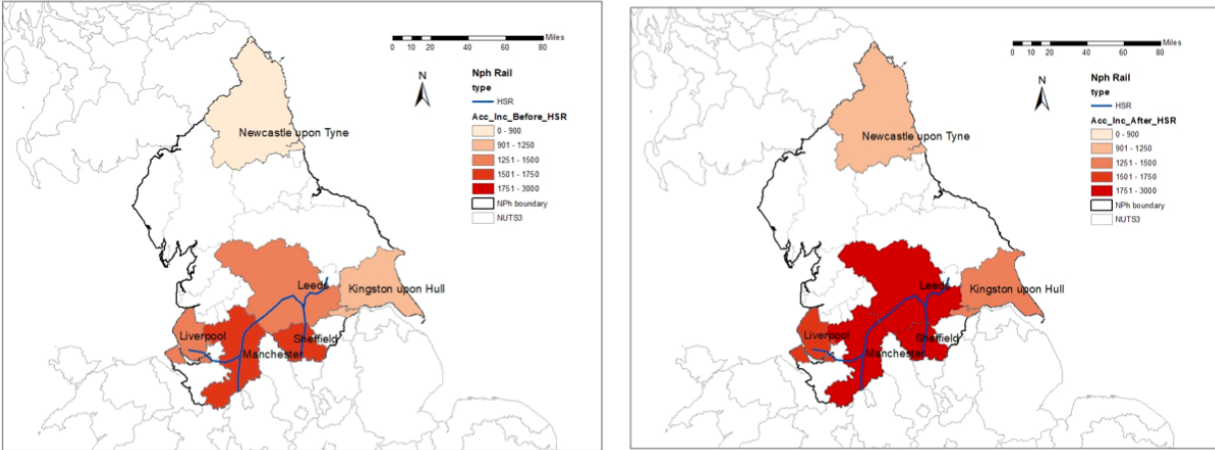 0 5 10 20 40 60 80 Miles
N
Nph Rail
type
HSR
Acc_Inc_Before_HSR
0 - 900
901 - 1250
1251 - 1500
1501 - 1750
1751 - 3000
NPh boundary
NUTS3
Newcastle upon Tyne
Leeds
Kingston upon Hull
Liverpool
Sheffield
Manchester
0 5 10 20 40 60 80 Miles
N
Nph Rail
type
HSR
Acc_Inc_After_HSR
0 - 900
901 - 1250
1251 - 1500
1501 - 1750
1751 - 3000
NPh boundary
NUTS3
Newcastle upon Tyne
Leeds
Kingston upon Hull
Liverpool
Sheffield
Manchester